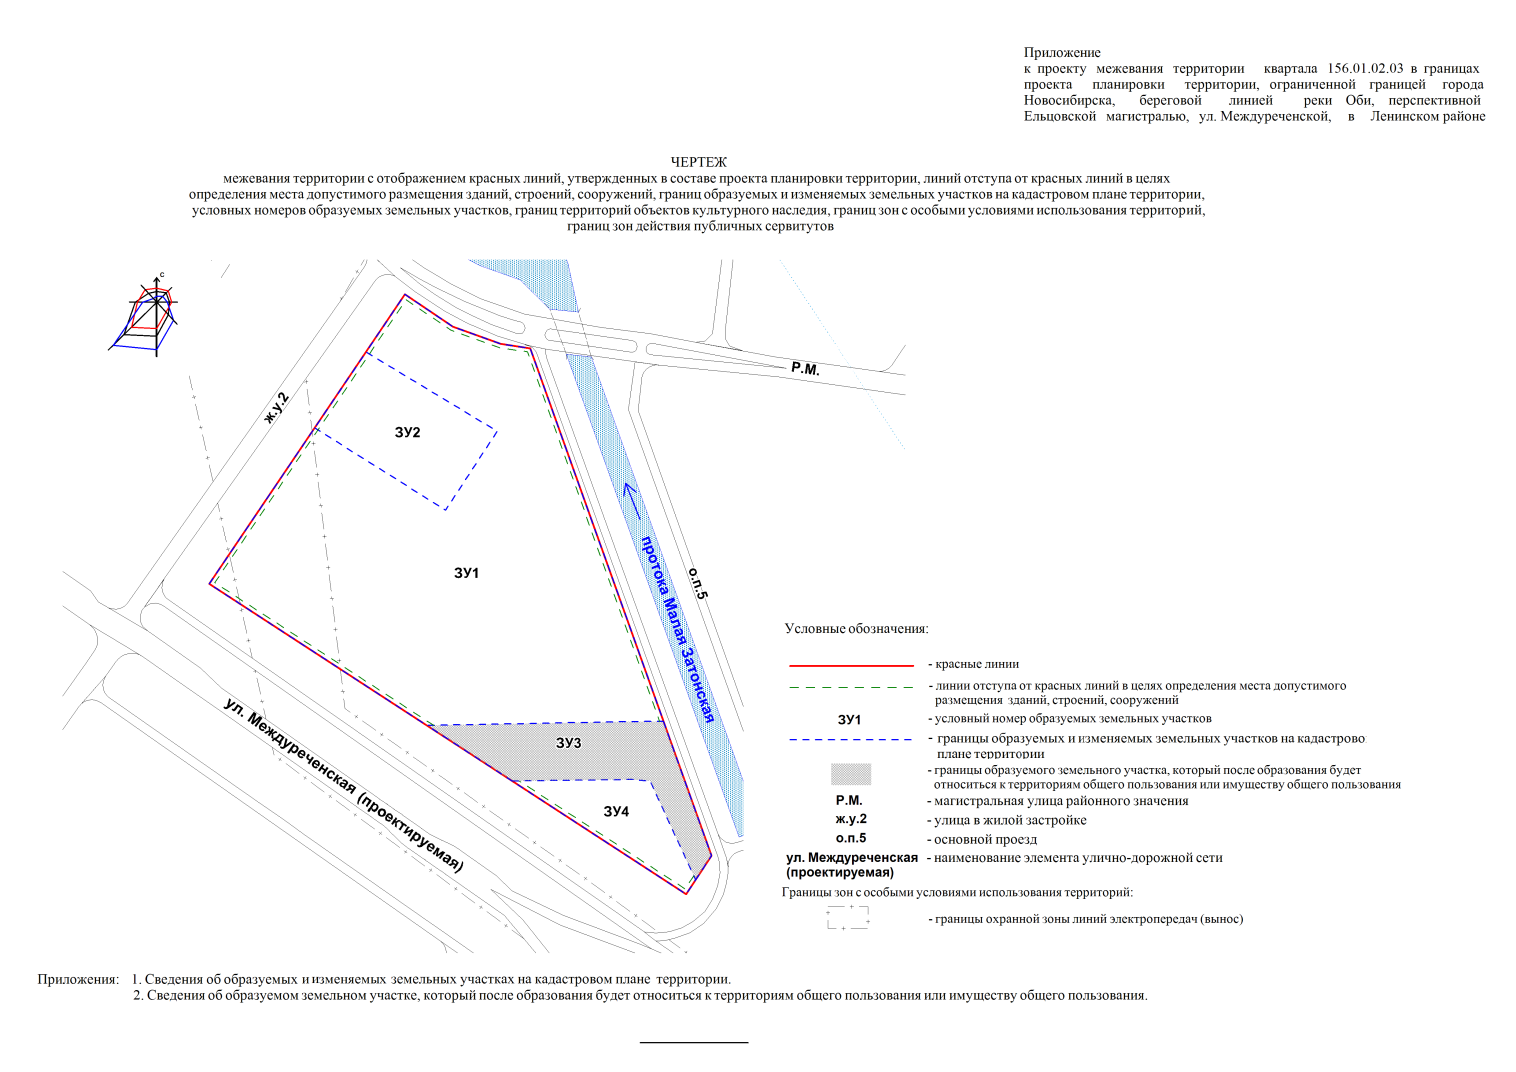 Приложение
к проекту межевания территории квартала 156.01.02.03 в границах
проекта планировки территории, ограниченной границей города
Новосибирска, береговой линией реки Оби, перспективной
Ельцовской магистралью, ул. Междуреченской, в Ленинском районе
ЧЕРТЕЖ
межевания территории с отображением красных линий, утвержденных в составе проекта планировки территории, линий отступа от красных линий в целях
определения места допустимого размещения зданий, строений, сооружений, границ образуемых и изменяемых земельных участков на кадастровом плане территории,
условных номеров образуемых земельных участков, границ территорий объектов культурного наследия, границ зон с особыми условиями использования территорий,
границ зон действия публичных сервитутов
С
Р.М.
ж.у.2
ЗУ2
ЗУ1
протока Малая Затонская
о.п.5
ул. Междуреченская (проектируемая)
ЗУ3
ЗУ4
Условные обозначения:
- красные линии
- линии отступа от красных линий в целях определения места допустимого
размещения зданий, строений, сооружений
ЗУ1 - условный номер образуемых земельных участков
- границы образуемых и изменяемых земельных участков на кадастрово
плане территории
- границы образуемого земельного участка, который после образования будет
относиться к территориям общего пользования или имуществу общего пользования
Р.М. - магистральная улица районного значения
ж.у.2 - улица в жилой застройке
о.п.5 - основной проезд
ул. Междуреченская - наименование элемента улично-дорожной сети
(проектируемая)
Границы зон с особыми условиями использования территорий:
- границы охранной зоны линий электропередач (вынос)
Приложения: 1. Сведения об образуемых и изменяемых земельных участках на кадастровом плане территории.
2. Сведения об образуемом земельном участке, который после образования будет относиться к территориям общего пользования или имуществу общего пользования.